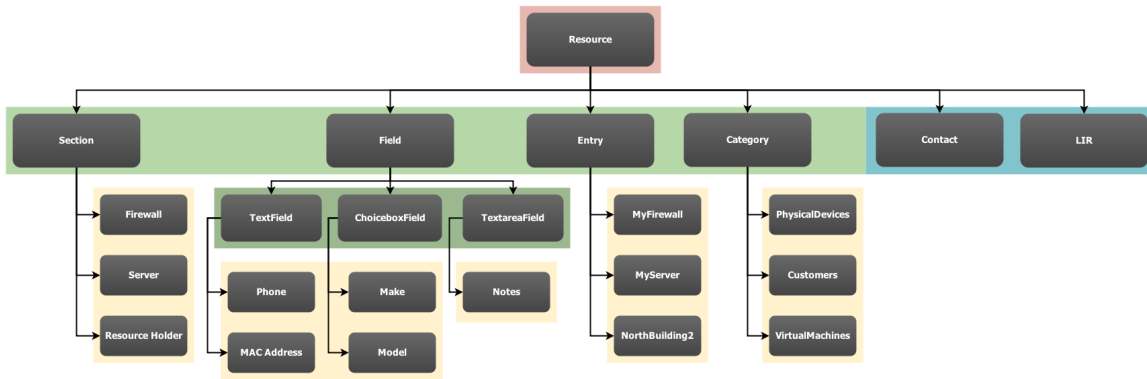 Resource
Section
Field
Entry
Category
Contact
LIR
Firewall
TextField
ChoiceboxField
TextareaField
MyFirewall
PhysicalDevices
Server
Phone
Make
Notes
MyServer
Customers
Resource Holder
MAC Address
Model
NorthBuilding2
VirtualMachines